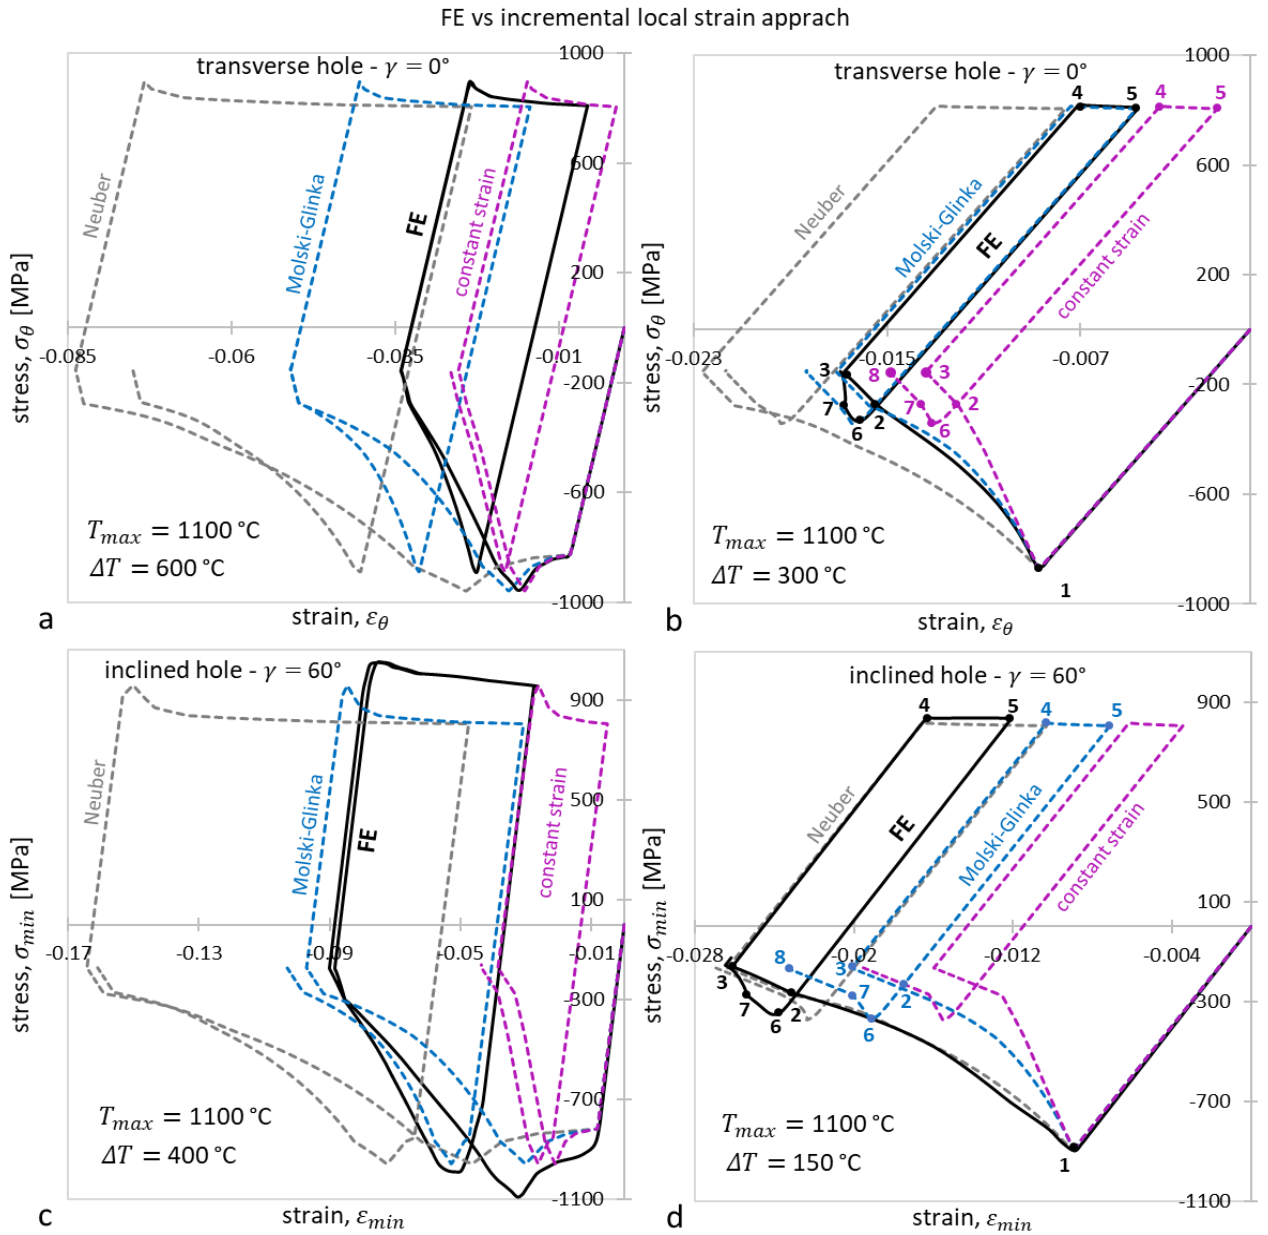 FE vs incremental local strain apprach
transverse hole - γ = 0°
1000
600
200
-200
-600
-1000
-0.085
-0.06
-0.035
-0.01
Neuber
Molski-Glinka
FE
constant strain
stress, σθ [MPa]
Tmax = 1100 °C
ΔT = 600 °C
a
strain, εθ
transverse hole - γ = 0°
1000
600
200
-200
-600
-1000
-0.023
-0.015
-0.007
4
5
4
5
Neuber
Molski-Glinka
FE
constant strain
3
8
3
7
6
2
7
6
2
1
stress, σθ [MPa]
Tmax = 1100 °C
ΔT = 300 °C
b
strain, εθ
inclined hole - γ = 60°
900
500
100
-300
-700
-1100
-0.17
-0.13
-0.09
-0.05
-0.01
Neuber
Molski-Glinka
FE
constant strain
stress, σmin [MPa]
Tmax = 1100 °C
ΔT = 400 °C
c
strain, εmin
inclined hole - γ = 60°
900
500
100
-300
-700
-1100
-0.028
-0.02
-0.012
-0.004
4
5
4
5
Neuber
FE
Molski-Glinka
constant strain
8
3
3
7
2
7
6
2
6
1
stress, σmin [MPa]
Tmax = 1100 °C
ΔT = 150 °C
d
strain, εmin